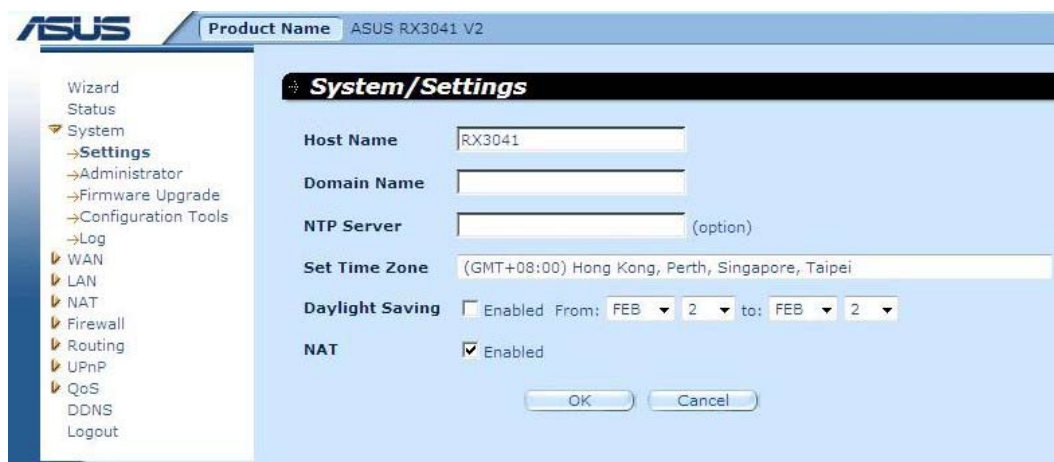 ASUS
Product Name ASUS RX3041 V2
Wizard
Status
System
→Settings
→Administrator
→Firmware Upgrade
→Configuration Tools
→Log
WAN
LAN
NAT
Firewall
Routing
UPnP
QoS
DDNS
Logout
System/Settings
Host Name RX3041
Domain Name
NTP Server (option)
Set Time Zone (GMT+08:00) Hong Kong, Perth, Singapore, Taipei
Daylight Saving Enabled From: FEB 2 to: FEB 2
NAT Enabled
OK Cancel